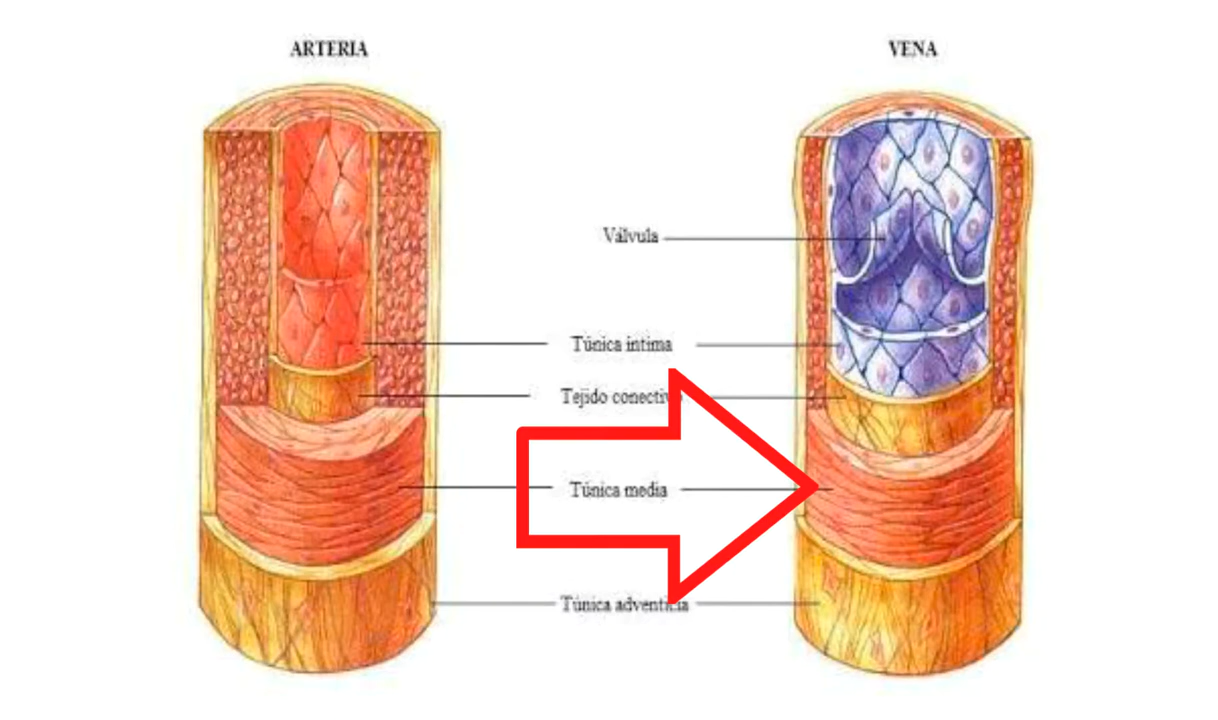 ARTERIA
VENA
Válvula
Túnica íntima
Tejido conectivo
Túnica media
Túnica adventicia